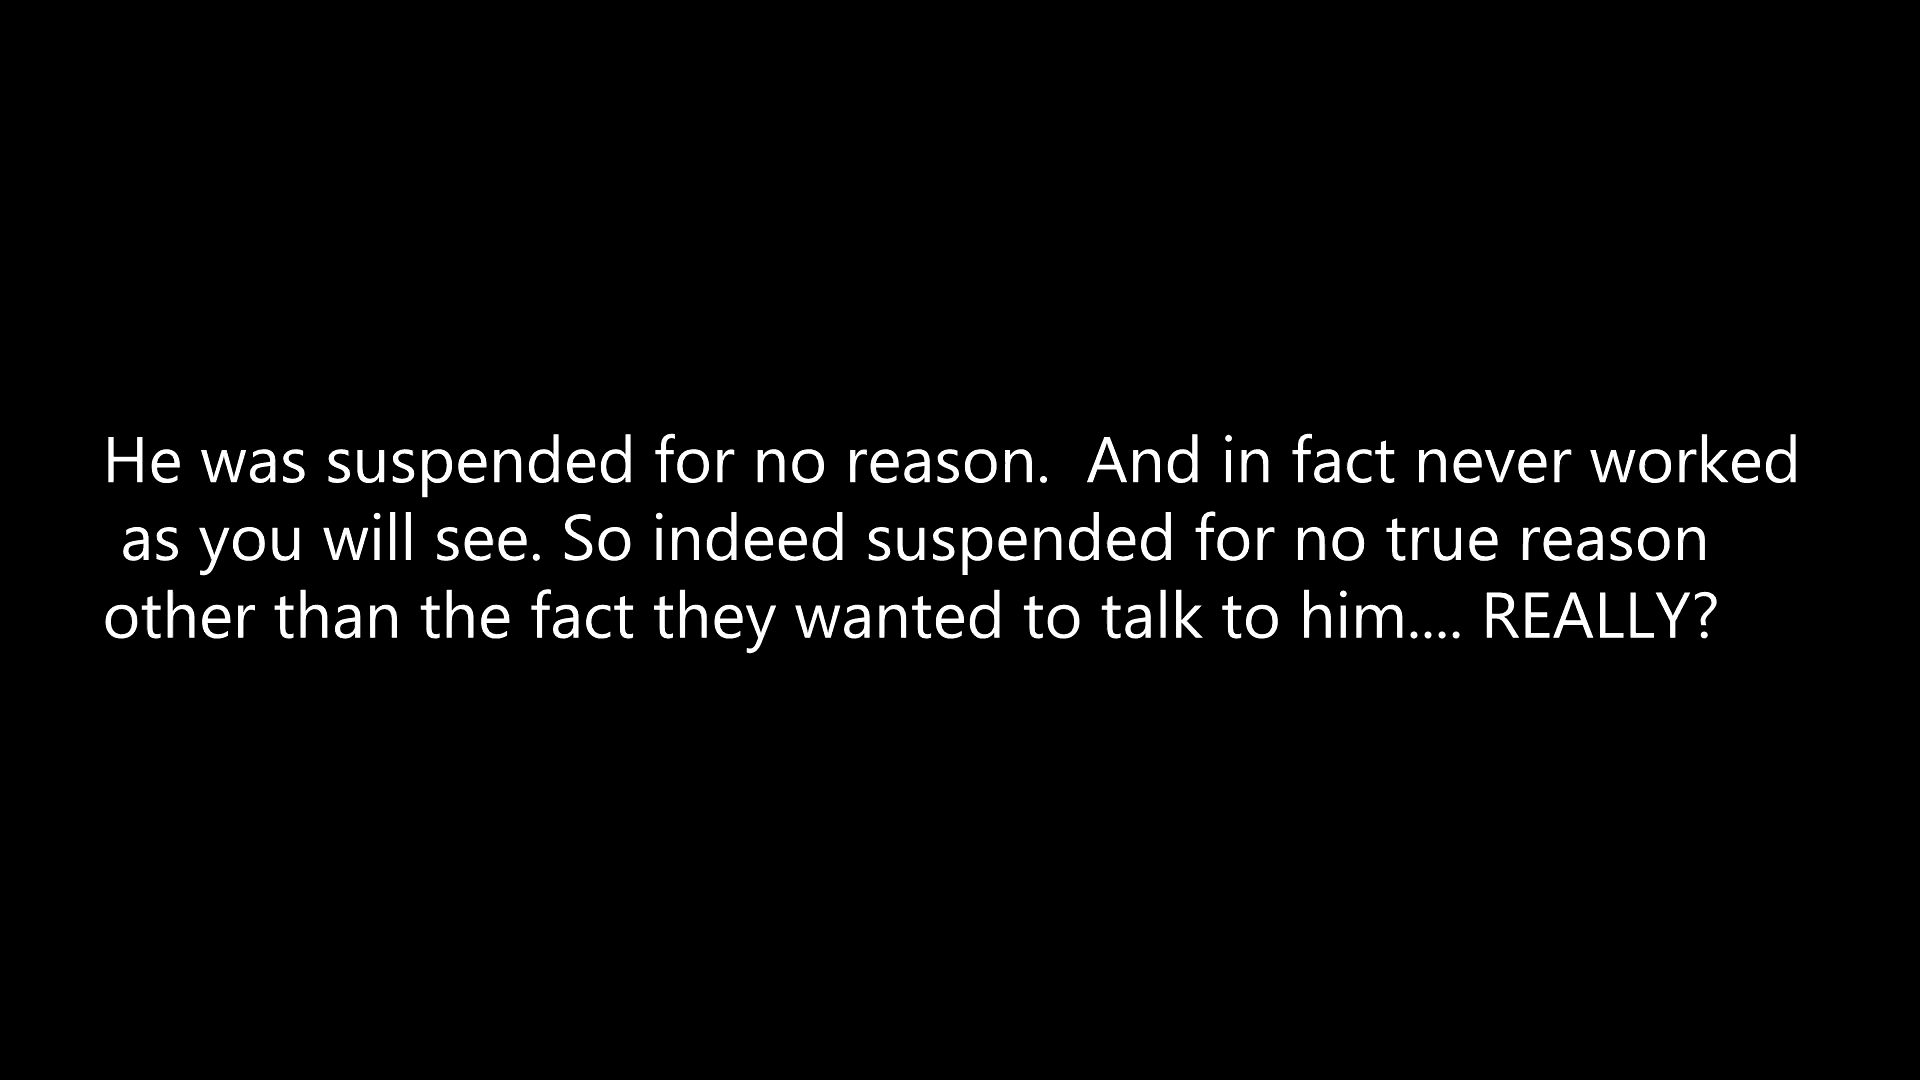 He was suspended for no reason.  And in fact never worked
as you will see. So indeed suspended for no true reason
other than the fact they wanted to talk to him.... REALLY?